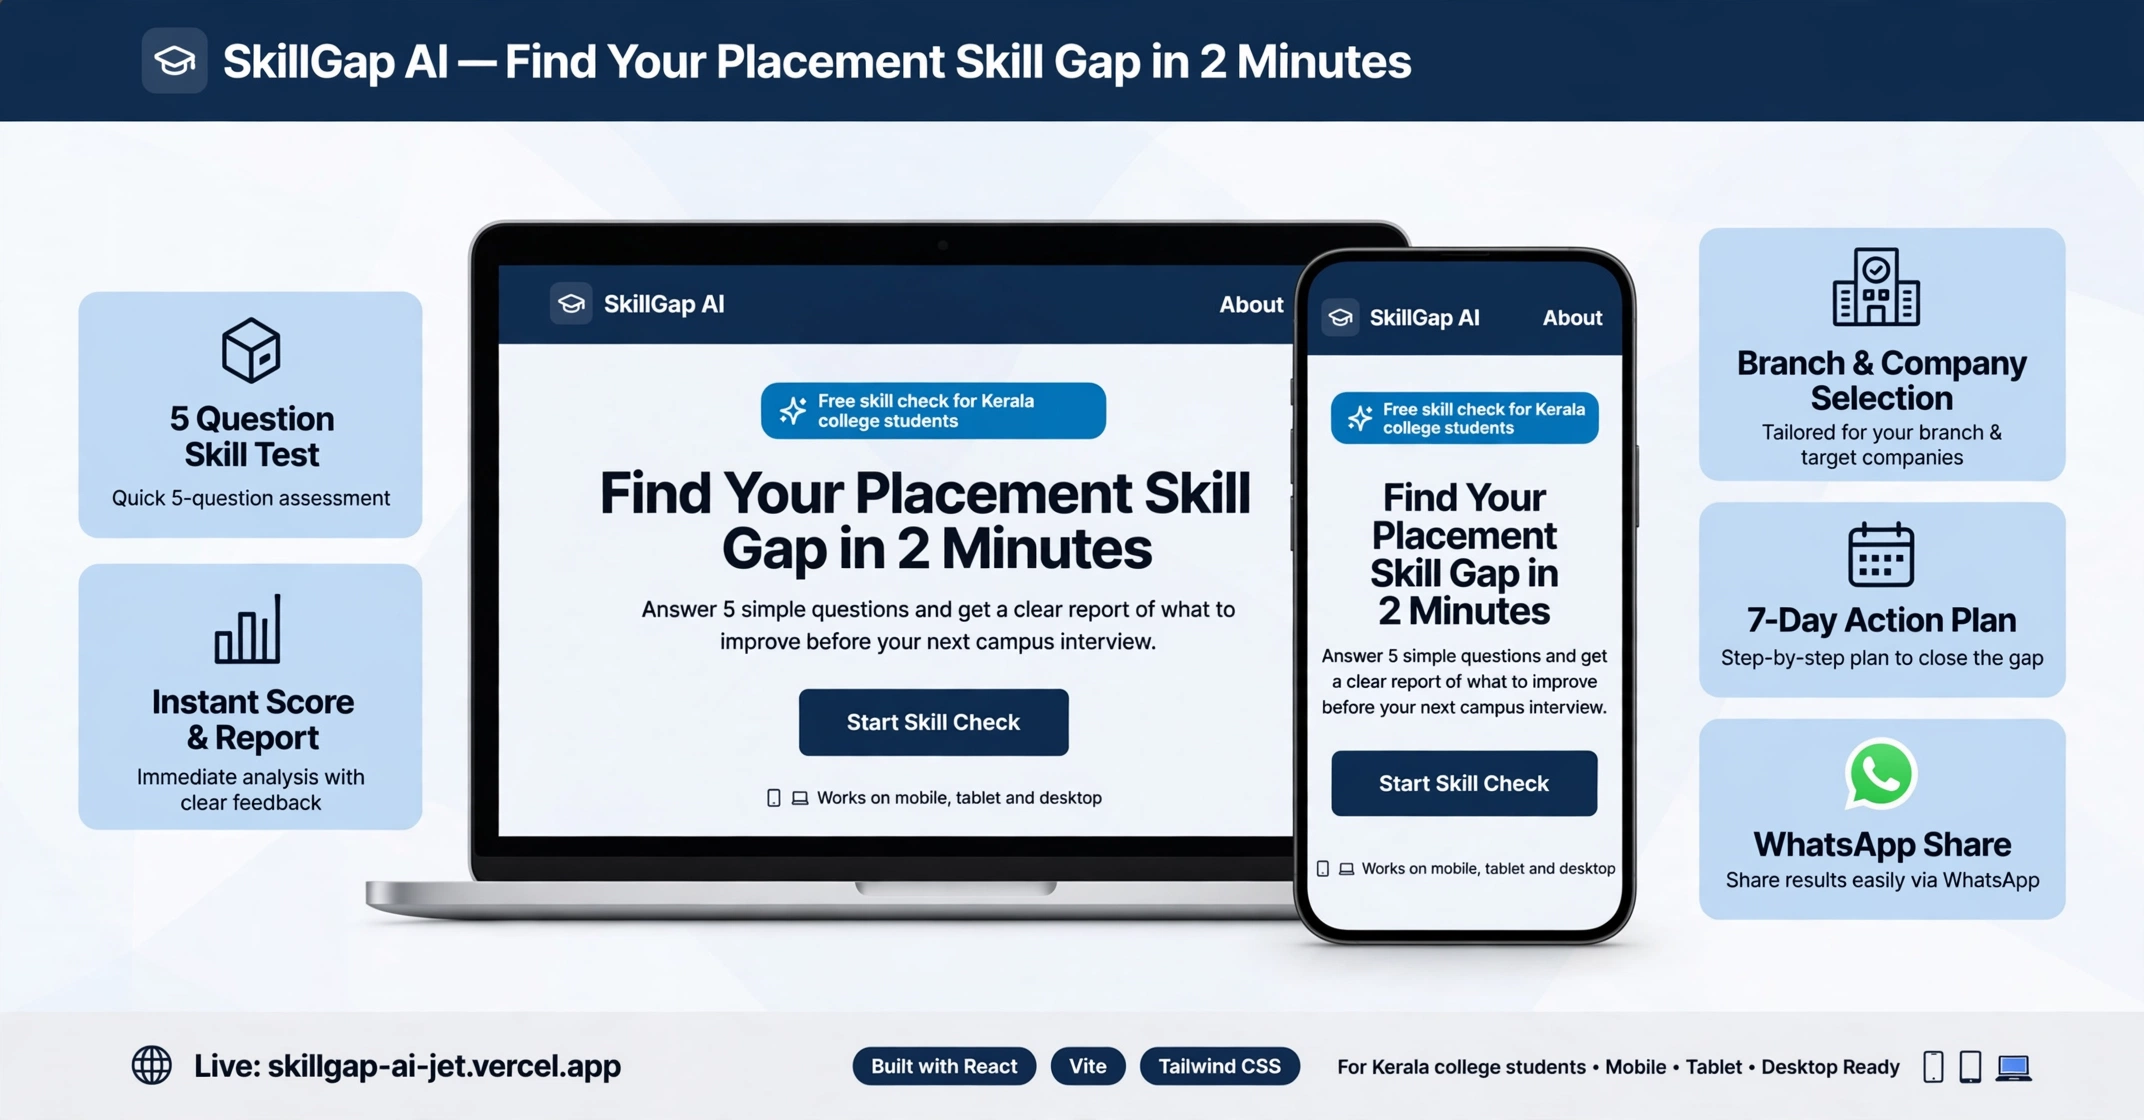 SkillGap AI — Find Your Placement Skill Gap in 2 Minutes
5 Question
Skill Test
Quick 5-question assessment
Instant Score
& Report
Immediate analysis with
clear feedback
SkillGap AI
About
Free skill check for Kerala
college students
Find Your Placement Skill
Gap in 2 Minutes
Answer 5 simple questions and get a clear report of what to
improve before your next campus interview.
Start Skill Check
Works on mobile, tablet and desktop
SkillGap AI
About
Free skill check for Kerala
college students
Find Your
Placement
Skill Gap in
2 Minutes
Answer 5 simple questions and get
a clear report of what to improve
before your next campus interview.
Start Skill Check
Works on mobile, tablet and desktop
Branch & Company
Selection
Tailored for your branch &
target companies
7-Day Action Plan
Step-by-step plan to close the gap
WhatsApp Share
Share results easily via WhatsApp
Live: skillgap-ai-jet.vercel.app
Built with React
Vite
Tailwind CSS
For Kerala college students • Mobile • Tablet • Desktop Ready